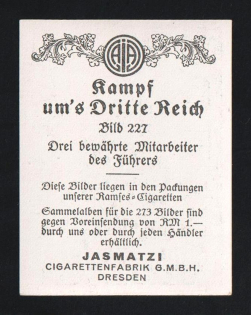 AJA
Kampf
um's Dritte Reich
Bild 227
Drei bewährte Mitarbeiter
des Führers
Diese Bilder liegen in den Packungen
unserer Ramses-Cigaretten
Sammelalben für die 273 Bilder sind
gegen Voreinsendung von RM 1.—
durch uns oder durch jeden Händler
erhältlich.
JASMATZI
CIGARETTENFABRIK G.M.B.H.
DRESDEN